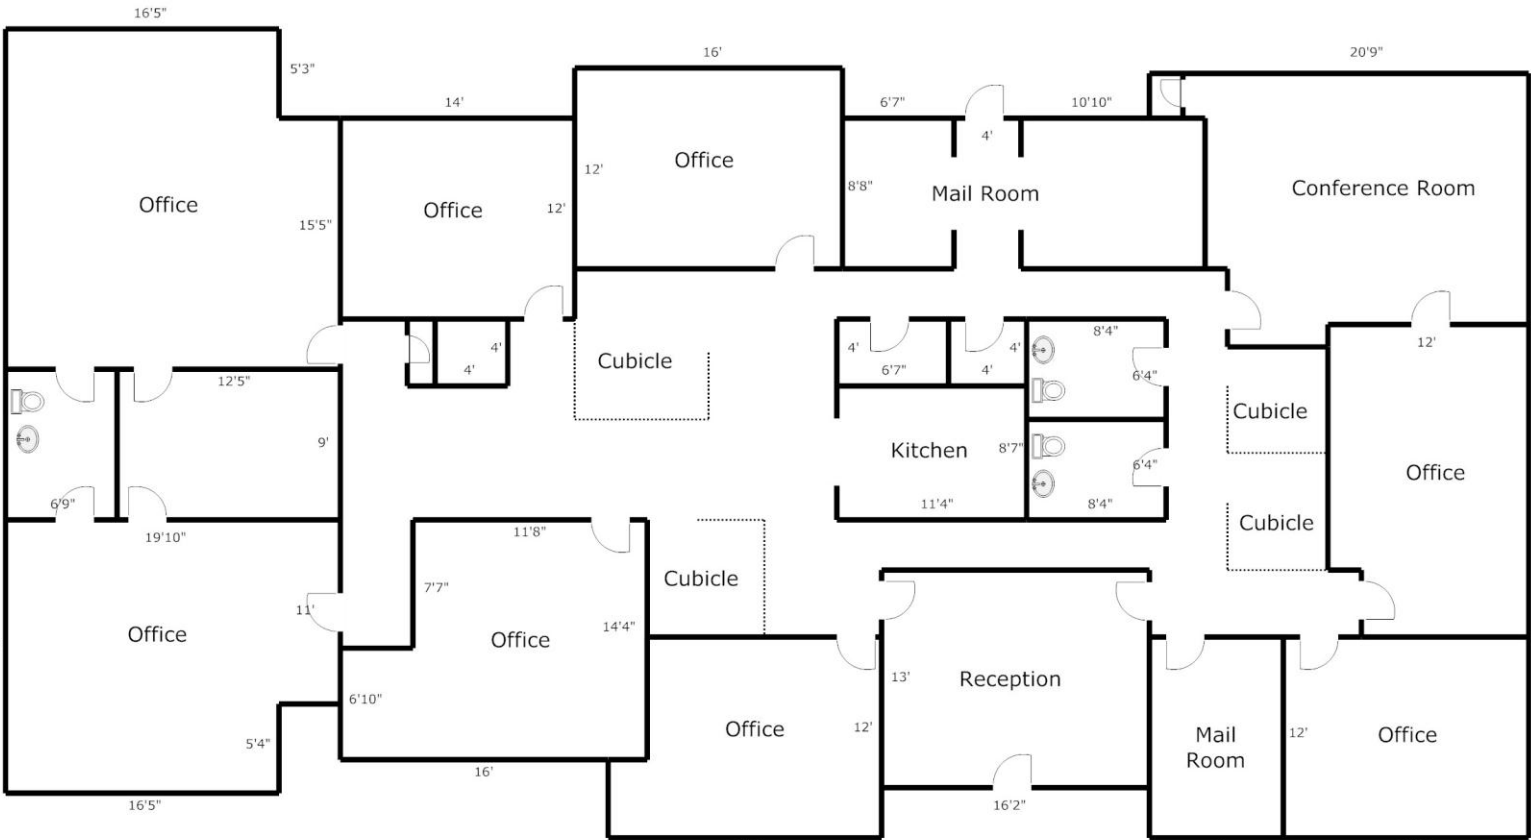 16'5"
5'3"
14'
16'
6'7"
4'
10'10"
20'9"
Office
15'5"
Office
12'
12'
Office
8'8"
Mail Room
Conference Room
4'
4'
Cubicle
4'
6'7"
4'
4'
8'4"
6'4"
12'
12'5"
9'
6'9"
Kitchen
8'7"
11'4"
6'4"
8'4"
Cubicle
Cubicle
Office
19'10"
Office
11'
5'4"
16'5"
11'8"
7'7"
Office
14'4"
6'10"
16'
Cubicle
Office
12'
13'
Reception
16'2"
Mail
Room
12'
Office